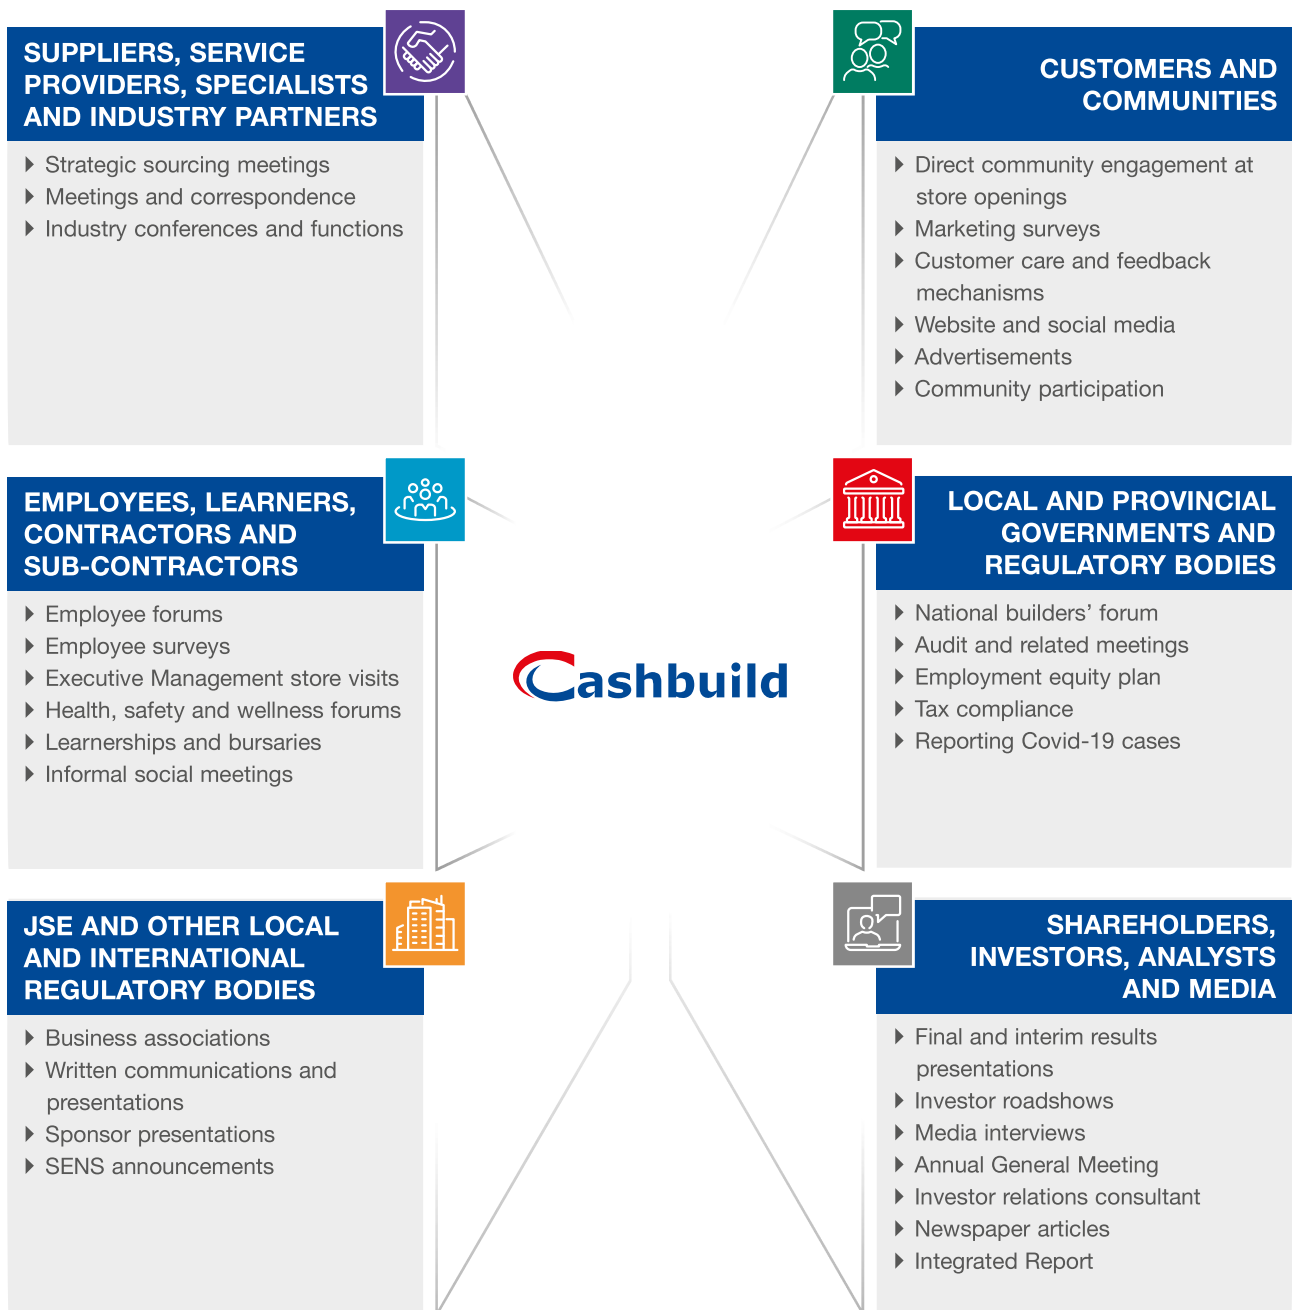 SUPPLIERS, SERVICE
PROVIDERS, SPECIALISTS
AND INDUSTRY PARTNERS
Strategic sourcing meetings
Meetings and correspondence
Industry conferences and functions
CUSTOMERS AND
COMMUNITIES
Direct community engagement at
store openings
Marketing surveys
Customer care and feedback
mechanisms
Website and social media
Advertisements
Community participation
EMPLOYEES, LEARNERS,
CONTRACTORS AND
SUB-CONTRACTORS
Employee forums
Employee surveys
Executive Management store visits
Health, safety and wellness forums
Learnerships and bursaries
Informal social meetings
Cashbuild
LOCAL AND PROVINCIAL
GOVERNMENTS AND
REGULATORY BODIES
National builders’ forum
Audit and related meetings
Employment equity plan
Tax compliance
Reporting Covid-19 cases
JSE AND OTHER LOCAL
AND INTERNATIONAL
REGULATORY BODIES
Business associations
Written communications and
presentations
Sponsor presentations
SENS announcements
SHAREHOLDERS,
INVESTORS, ANALYSTS
AND MEDIA
Final and interim results
presentations
Investor roadshows
Media interviews
Annual General Meeting
Investor relations consultant
Newspaper articles
Integrated Report